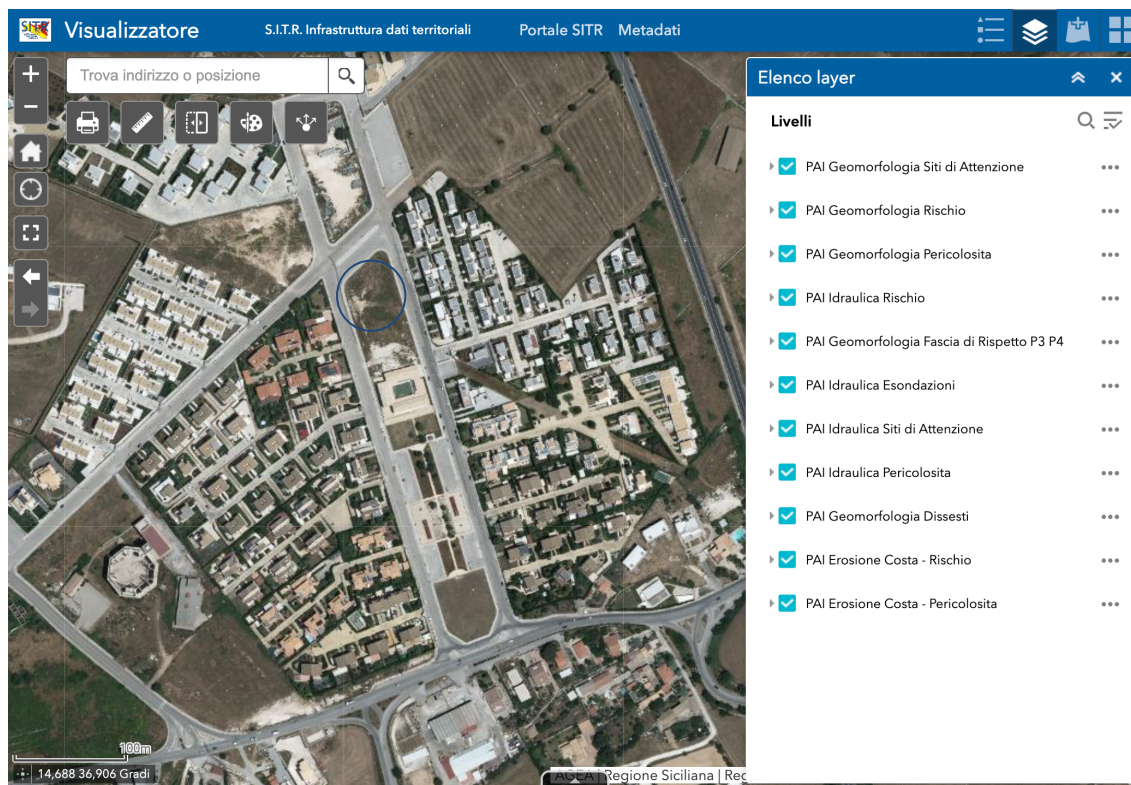 SITR
Visualizzatore
S.I.T.R. Infrastruttura dati territoriali
Portale SITR
Metadati
Trova indirizzo o posizione
Elenco layer
Livelli
PAI Geomorfologia Siti di Attenzione
PAI Geomorfologia Rischio
PAI Geomorfologia Pericolosita
PAI Idraulica Rischio
PAI Geomorfologia Fascia di Rispetto P3 P4
PAI Idraulica Esondazioni
PAI Idraulica Siti di Attenzione
PAI Idraulica Pericolosita
PAI Geomorfologia Dissesti
PAI Erosione Costa - Rischio
PAI Erosione Costa - Pericolosita
100m
14,688 36,906 Gradi
AGEA | Regione Siciliana | Reg